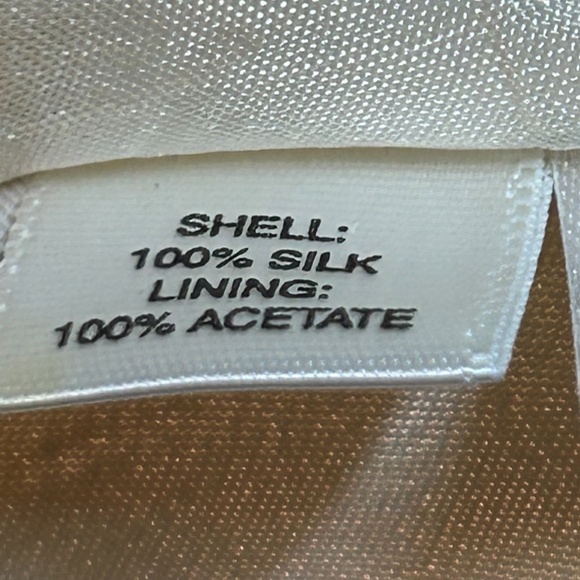 SHELL:
100% SILK
LINING:
100% ACETATE